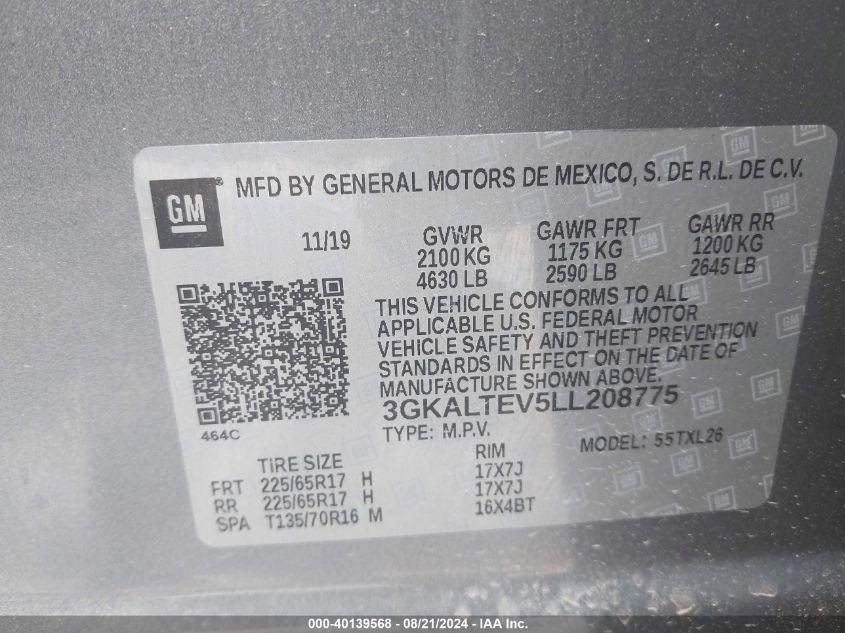 GM ® MFD BY GENERAL MOTORS DE MEXICO, S. DE R.L. DE C.V.
11/19
GVWR GAWR FRT GAWR RR
2100 KG 1175 KG 1200 KG
4630 LB 2590 LB 2645 LB
THIS VEHICLE CONFORMS TO ALL
APPLICABLE U.S. FEDERAL MOTOR
VEHICLE SAFETY AND THEFT PREVENTION
STANDARDS IN EFFECT ON THE DATE OF
MANUFACTURE SHOWN ABOVE.
3GKALTEV5LL208775
464C
TYPE: M.P.V. MODEL: 55TXL26
TIRE SIZE RIM
FRT 225/65R17 H 17X7J
RR 225/65R17 H 17X7J
SPA T135/70R16 M 16X4BT
000-40139568 - 08/21/2024 - IAA Inc.